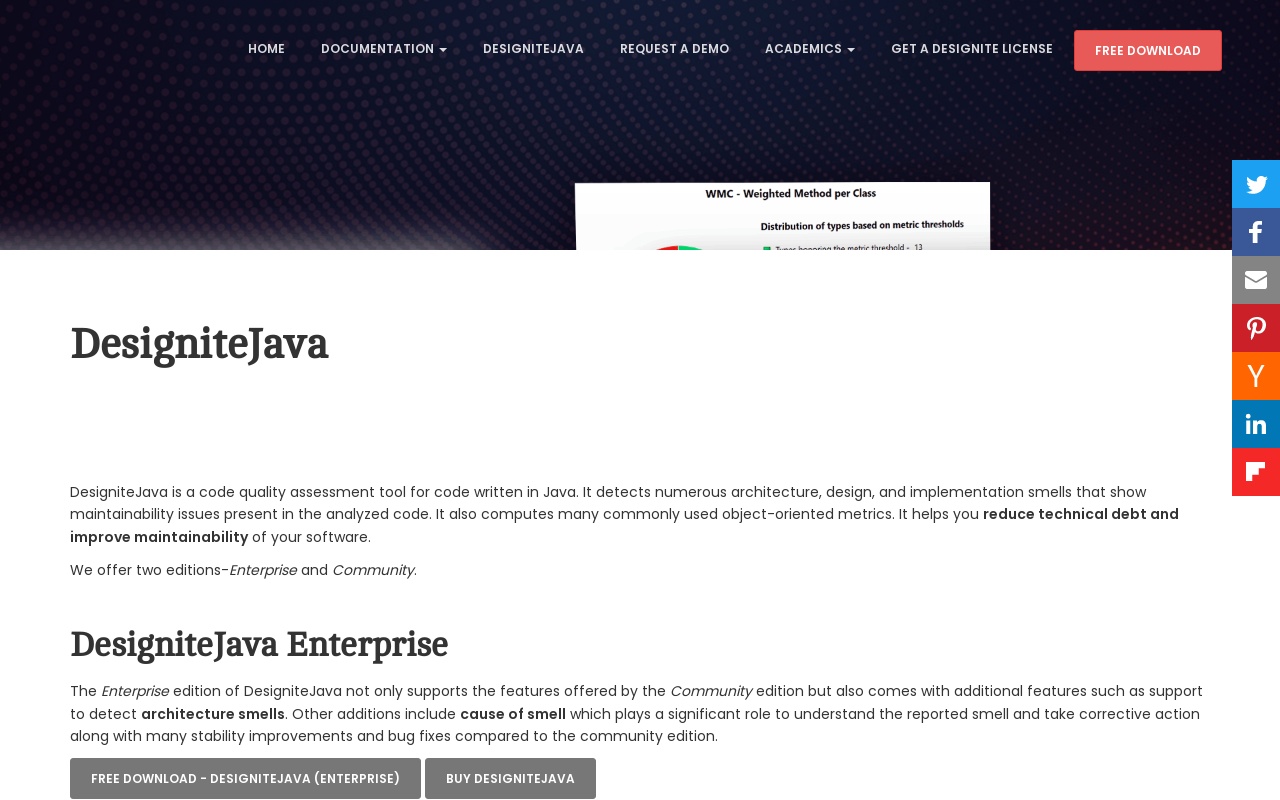 HOME DOCUMENTATION DESIGNITEJAVA REQUEST A DEMO ACADEMICS GET A DESIGNITE LICENSE FREE DOWNLOAD
WMC - Weighted Method per Class
Distribution of types based on metric thresholds
Types honoring the metric threshold - 13
DesigniteJava
DesigniteJava is a code quality assessment tool for code written in Java. It detects numerous architecture, design, and implementation smells that show
maintainability issues present in the analyzed code. It also computes many commonly used object-oriented metrics. It helps you reduce technical debt and
improve maintainability of your software.
We offer two editions-Enterprise and Community.
DesigniteJava Enterprise
The Enterprise edition of DesigniteJava not only supports the features offered by the Community edition but also comes with additional features such as support
to detect architecture smells. Other additions include cause of smell which plays a significant role to understand the reported smell and take corrective action
along with many stability improvements and bug fixes compared to the community edition.
FREE DOWNLOAD - DESIGNITEJAVA (ENTERPRISE) BUY DESIGNITEJAVA